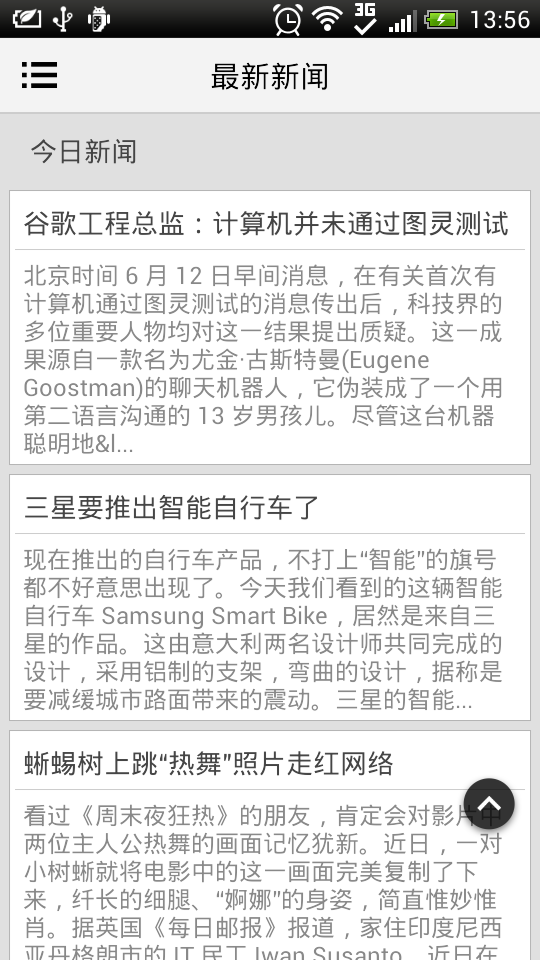 3G 13:56
最新新闻
今日新闻
谷歌工程总监：计算机并未通过图灵测试
北京时间 6 月 12 日早间消息，在有关首次有
计算机通过图灵测试的消息传出后，科技界的
多位重要人物均对这一结果提出质疑。这一成
果源自一款名为尤金·古斯特曼(Eugene
Goostman)的聊天机器人，它伪装成了一个用
第二语言沟通的 13 岁男孩儿。尽管这台机器
聪明地&l...
三星要推出智能自行车了
现在推出的自行车产品，不打上“智能”的旗号
都不好意思出现了。今天我们看到的这辆智能
自行车 Samsung Smart Bike，居然是来自三
星的作品。这由意大利两名设计师共同完成的
设计，采用铝制的支架，弯曲的设计，据称是
要减缓城市路面带来的震动。三星的智能...
蜥蜴树上跳“热舞”照片走红网络
看过《周末夜狂热》的朋友，肯定会对影片中
两位主人公热舞的画面记忆犹新。近日，一对
小树蜥就将电影中的这一画面完美复制了下
来，纤长的细腿、“婀娜”的身姿，简直惟妙惟
肖。据英国《每日邮报》报道，家住印度尼西
亚丹格朗市的 IT 民工 Iwan Susanto，近日在